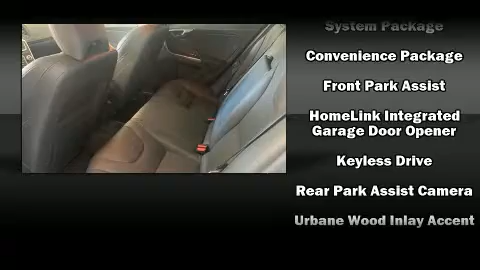 System Package
Convenience Package
Front Park Assist
HomeLink Integrated
Garage Door Opener
Keyless Drive
Rear Park Assist Camera
Urbane Wood Inlay Accent